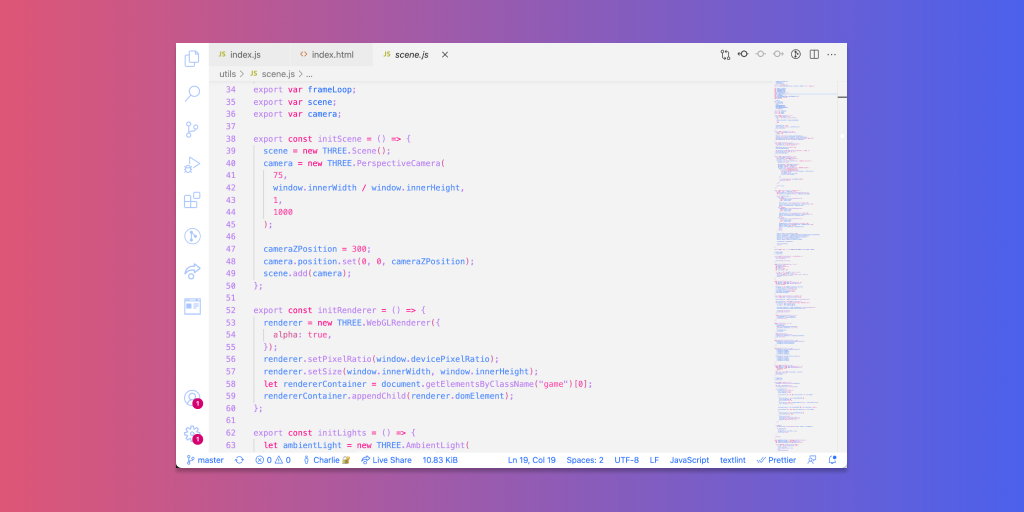 JS index.js <> index.html JS scene.js ×
utils > JS scene.js > ...
34 export var frameLoop;
35 export var scene;
36 export var camera;
37
38 export const initScene = () => {
39 scene = new THREE.Scene();
40 camera = new THREE.PerspectiveCamera(
41 75,
42 window.innerWidth / window.innerHeight,
43 1,
44 1000
45 );
46
47 cameraZPosition = 300;
48 camera.position.set(0, 0, cameraZPosition);
49 scene.add(camera);
50 };
51
52 export const initRenderer = () => {
53 renderer = new THREE.WebGLRenderer({
54 alpha: true,
55 });
56 renderer.setPixelRatio(window.devicePixelRatio);
57 renderer.setSize(window.innerWidth, window.innerHeight);
58 let rendererContainer = document.getElementsByClassName("game")[0];
59 rendererContainer.appendChild(renderer.domElement);
60 };
61
62 export const initLights = () => {
63 let ambientLight = new THREE.AmbientLight(
1
1
master 0 0 Charlie 🔐 Live Share 10.83 KiB Ln 19, Col 19 Spaces: 2 UTF-8 LF JavaScript textlint Prettier